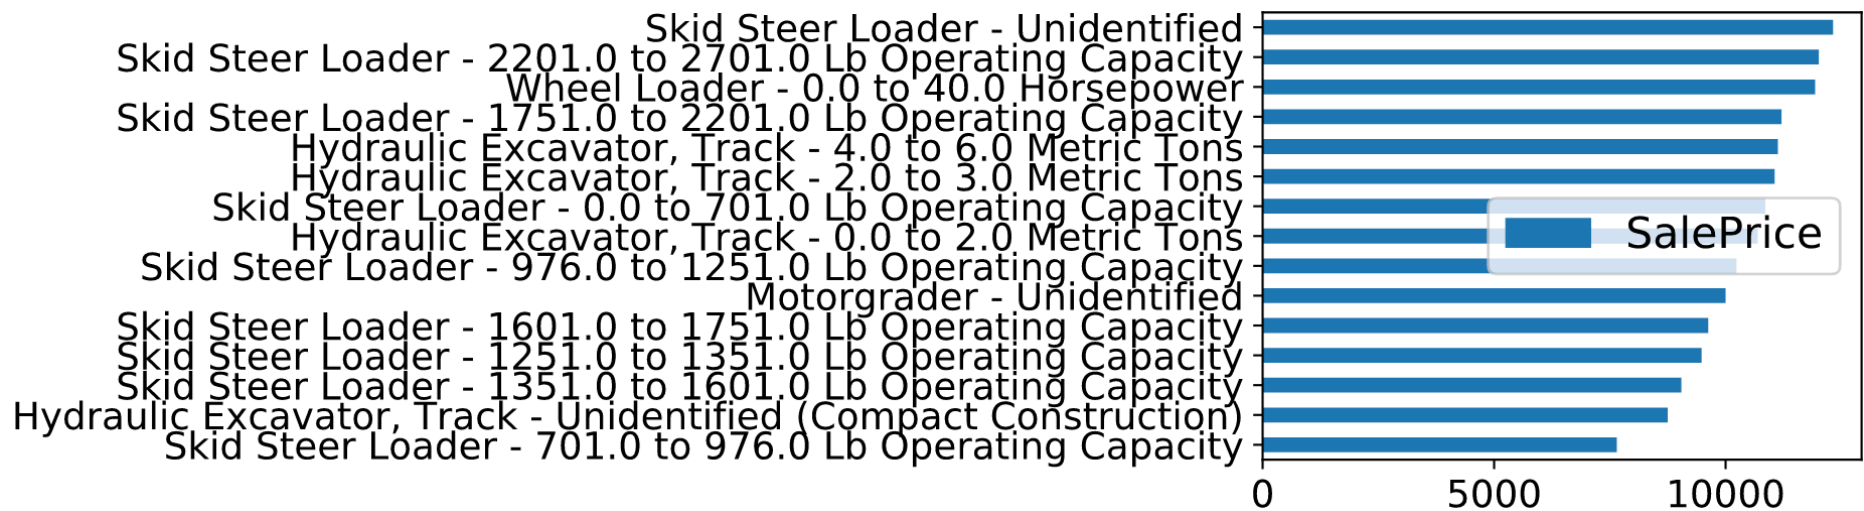 Skid Steer Loader - Unidentified
Skid Steer Loader - 2201.0 to 2701.0 Lb Operating Capacity
Wheel Loader - 0.0 to 40.0 Horsepower
Skid Steer Loader - 1751.0 to 2201.0 Lb Operating Capacity
Hydraulic Excavator, Track - 4.0 to 6.0 Metric Tons
Hydraulic Excavator, Track - 2.0 to 3.0 Metric Tons
Skid Steer Loader - 0.0 to 701.0 Lb Operating Capacity
Hydraulic Excavator, Track - 0.0 to 2.0 Metric Tons
Skid Steer Loader - 976.0 to 1251.0 Lb Operating Capacity
Motorgrader - Unidentified
Skid Steer Loader - 1601.0 to 1751.0 Lb Operating Capacity
Skid Steer Loader - 1251.0 to 1351.0 Lb Operating Capacity
Skid Steer Loader - 1351.0 to 1601.0 Lb Operating Capacity
Hydraulic Excavator, Track - Unidentified (Compact Construction)
Skid Steer Loader - 701.0 to 976.0 Lb Operating Capacity
SalePrice
0 5000 10000